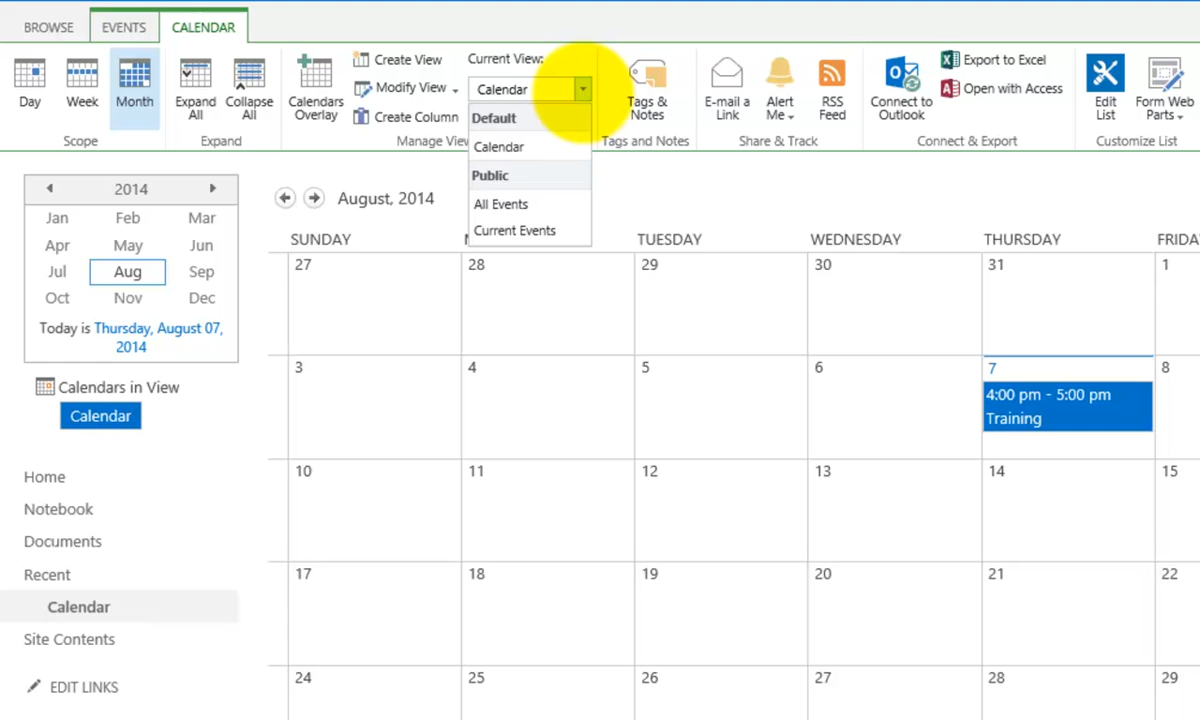 BROWSE
EVENTS
CALENDAR
Day
Week
Month
Scope
Expand All
Collapse All
Expand
Calendars Overlay
Create View
Modify View
Create Column
Current View:
Calendar
Manage View
Default
Calendar
Public
All Events
Current Events
Tags & Notes
Tags and Notes
E-mail a Link
Alert Me
RSS Feed
Share & Track
Connect to Outlook
Export to Excel
Open with Access
Connect & Export
Edit List
Form Web Parts
Customize List
2014
Jan Feb Mar
Apr May Jun
Jul Aug Sep
Oct Nov Dec
Today is Thursday, August 07,
2014
Calendars in View
Calendar
Home
Notebook
Documents
Recent
Calendar
Site Contents
EDIT LINKS
August, 2014
SUNDAY TUESDAY WEDNESDAY THURSDAY FRIDA
27 28 29 30 31 1
3 4 5 6 7 8
4:00 pm - 5:00 pm
Training
10 11 12 13 14 15
17 18 19 20 21 22
24 25 26 27 28 29